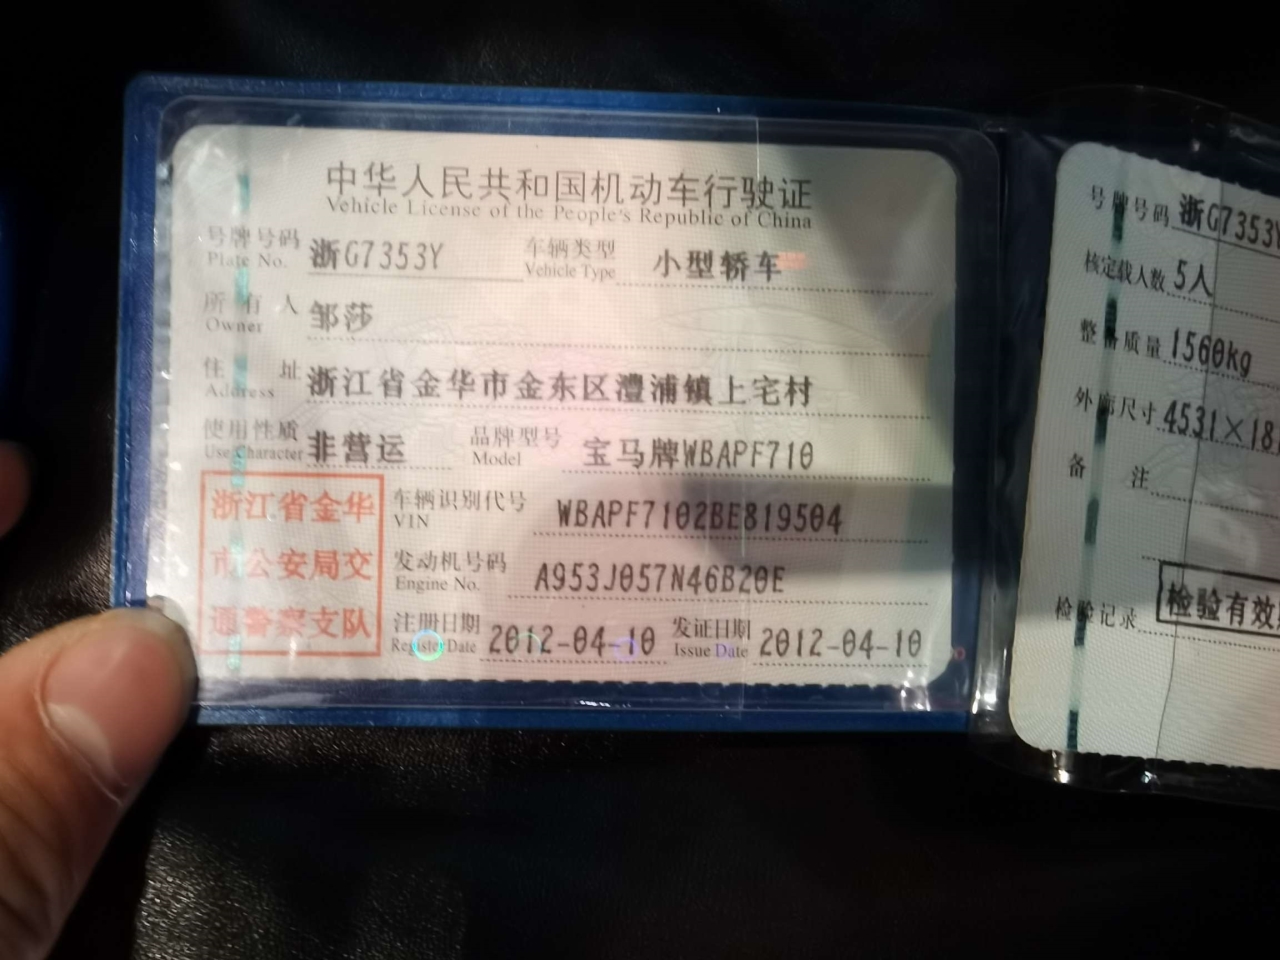 中华人民共和国机动车行驶证
Vehicle License of the People's Republic of China
号牌号码 浙G7353Y 车辆类型 小型轿车
Plate No. Vehicle Type
所有人 邹莎
Owner
住址 浙江省金华市金东区澧浦镇上宅村
Address
使用性质 非营运 品牌型号 宝马牌WBAPF710
Use Character Model
浙江省金华
市公安局交
通警察支队
车辆识别代号 WBAPF7102BE819504
VIN
发动机号码 A953J057N46B20E
Engine No.
注册日期 2012-04-10 发证日期 2012-04-10
Register Date Issue Date
号牌号码 浙G7353Y
核定载人数 5人
整备质量 1560kg
外廓尺寸 4531×18
备注
检验记录 检验有效